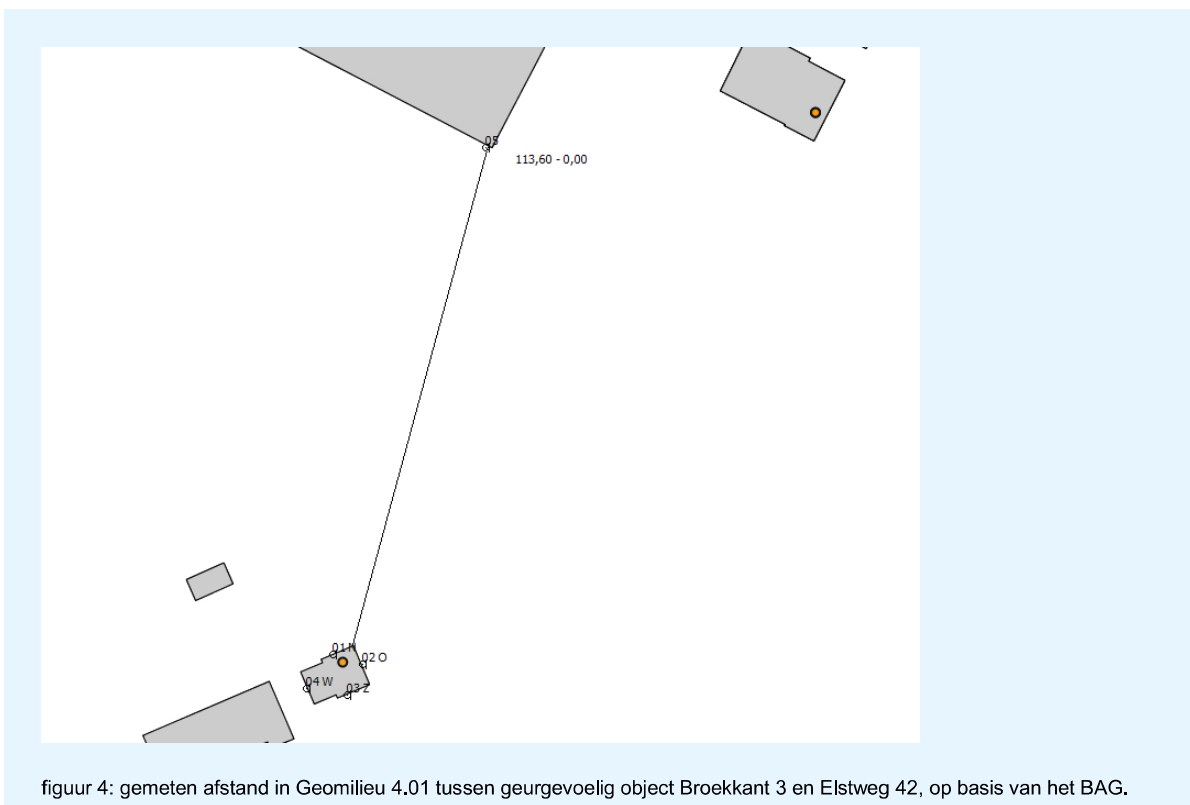 05
113,60 - 0,00
01 N
02 O
04 W
03 Z
figuur 4: gemeten afstand in Geomilieu 4.01 tussen geurgevoelig object Broekkant 3 en Elstweg 42, op basis van het BAG.